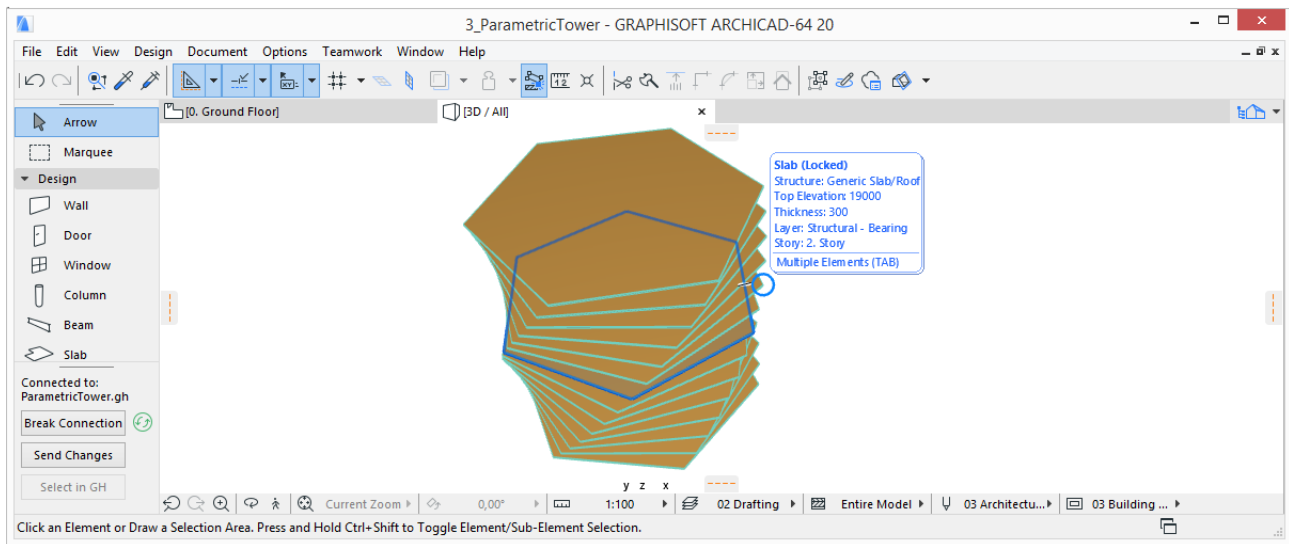 3_ParametricTower - GRAPHISOFT ARCHICAD-64 20
File Edit View Design Document Options Teamwork Window Help
[0. Ground Floor]
[3D / All]
Arrow
Marquee
Design
Wall
Door
Window
Column
Beam
Slab
Connected to:
ParametricTower.gh
Break Connection
Send Changes
Select in GH
Slab (Locked)
Structure: Generic Slab/Roof
Top Elevation: 19000
Thickness: 300
Layer: Structural - Bearing
Story: 2. Story
Multiple Elements (TAB)
y z x
Current Zoom 0,00° 1:100 02 Drafting Entire Model 03 Architectu... 03 Building ...
Click an Element or Draw a Selection Area. Press and Hold Ctrl+Shift to Toggle Element/Sub-Element Selection.